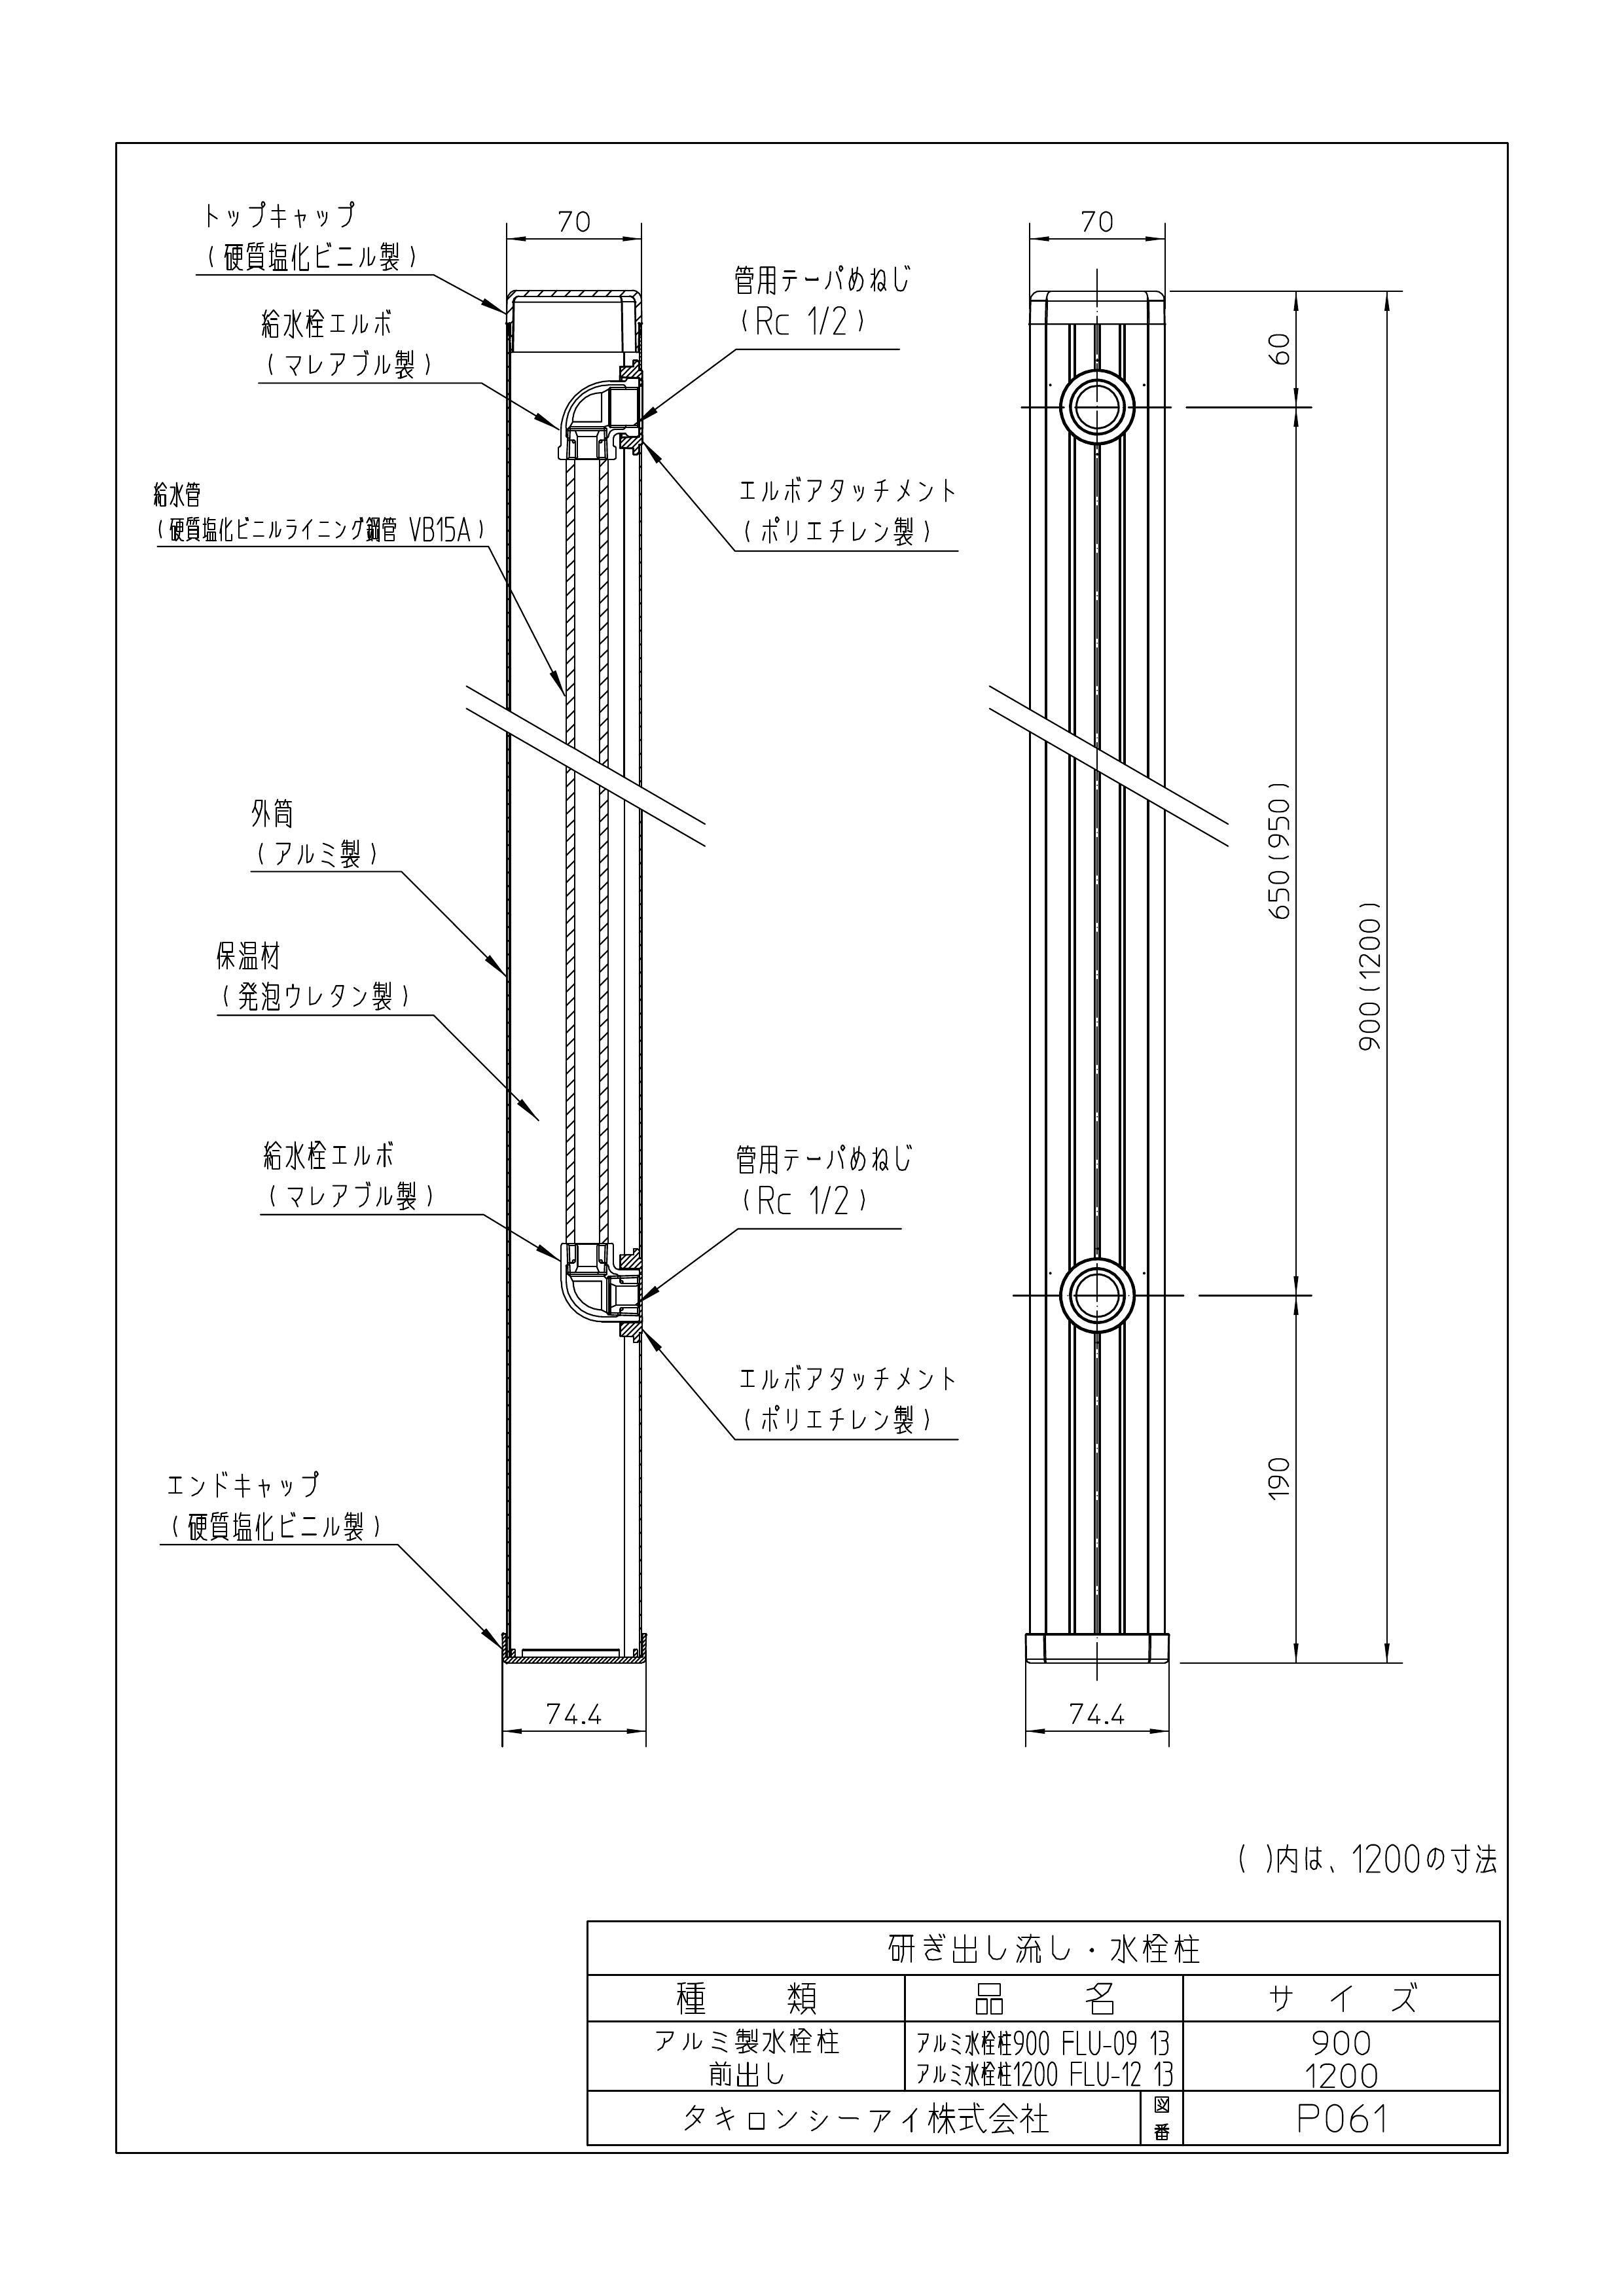 トップキャップ
(硬質塩化ビニル製)
給水栓エルボ
(マレアブル製)
給水管
(硬質塩化ビニルライニング鋼管 VB15A)
外筒
(アルミ製)
保温材
(発泡ウレタン製)
給水栓エルボ
(マレアブル製)
エンドキャップ
(硬質塩化ビニル製)
70
管用テーパめねじ
(Rc 1/2)
エルボアタッチメント
(ポリエチレン製)
管用テーパめねじ
(Rc 1/2)
エルボアタッチメント
(ポリエチレン製)
74.4
70
60
650(950)
900(1200)
190
74.4
( )内は、1200の寸法
研ぎ出し流し・水栓柱
種 類 品 名 サ イ ズ
アルミ製水栓柱 アルミ水栓柱900 FLU-09 13 900
前出し アルミ水栓柱1200 FLU-12 13 1200
タキロンシーアイ株式会社 図番 P061